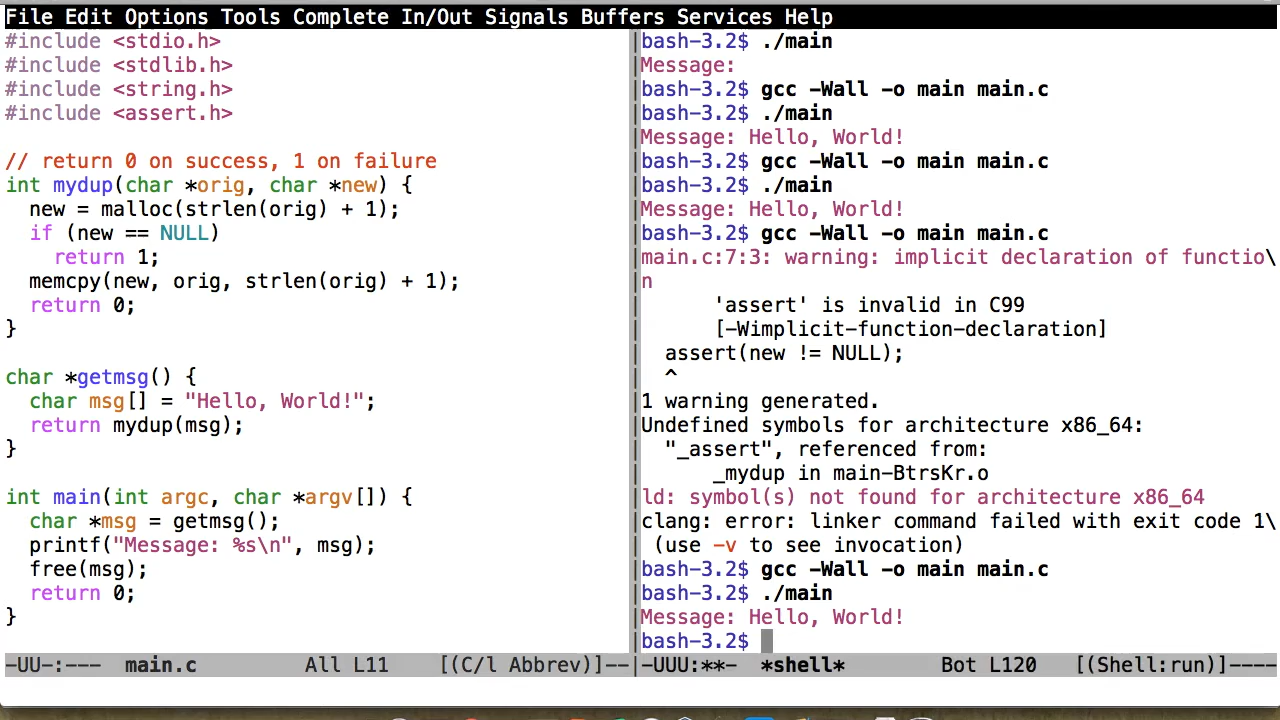 File Edit Options Tools Complete In/Out Signals Buffers Services Help
#include <stdio.h>
#include <stdlib.h>
#include <string.h>
#include <assert.h>
// return 0 on success, 1 on failure
int mydup(char *orig, char *new) {
  new = malloc(strlen(orig) + 1);
  if (new == NULL)
    return 1;
  memcpy(new, orig, strlen(orig) + 1);
  return 0;
}
char *getmsg() {
  char msg[] = "Hello, World!";
  return mydup(msg);
}
int main(int argc, char *argv[]) {
  char *msg = getmsg();
  printf("Message: %s\n", msg);
  free(msg);
  return 0;
}
-UU-:---  main.c         All L11    [(C/l Abbrev)]--
bash-3.2$ ./main
Message:
bash-3.2$ gcc -Wall -o main main.c
bash-3.2$ ./main
Message: Hello, World!
bash-3.2$ gcc -Wall -o main main.c
bash-3.2$ ./main
Message: Hello, World!
bash-3.2$ gcc -Wall -o main main.c
main.c:7:3: warning: implicit declaration of functio\
n
      'assert' is invalid in C99
      [-Wimplicit-function-declaration]
  assert(new != NULL);
  ^
1 warning generated.
Undefined symbols for architecture x86_64:
  "_assert", referenced from:
      _mydup in main-BtrsKr.o
ld: symbol(s) not found for architecture x86_64
clang: error: linker command failed with exit code 1\
 (use -v to see invocation)
bash-3.2$ gcc -Wall -o main main.c
bash-3.2$ ./main
Message: Hello, World!
bash-3.2$
-UUU:**-  *shell*        Bot L120   [(Shell:run)]----